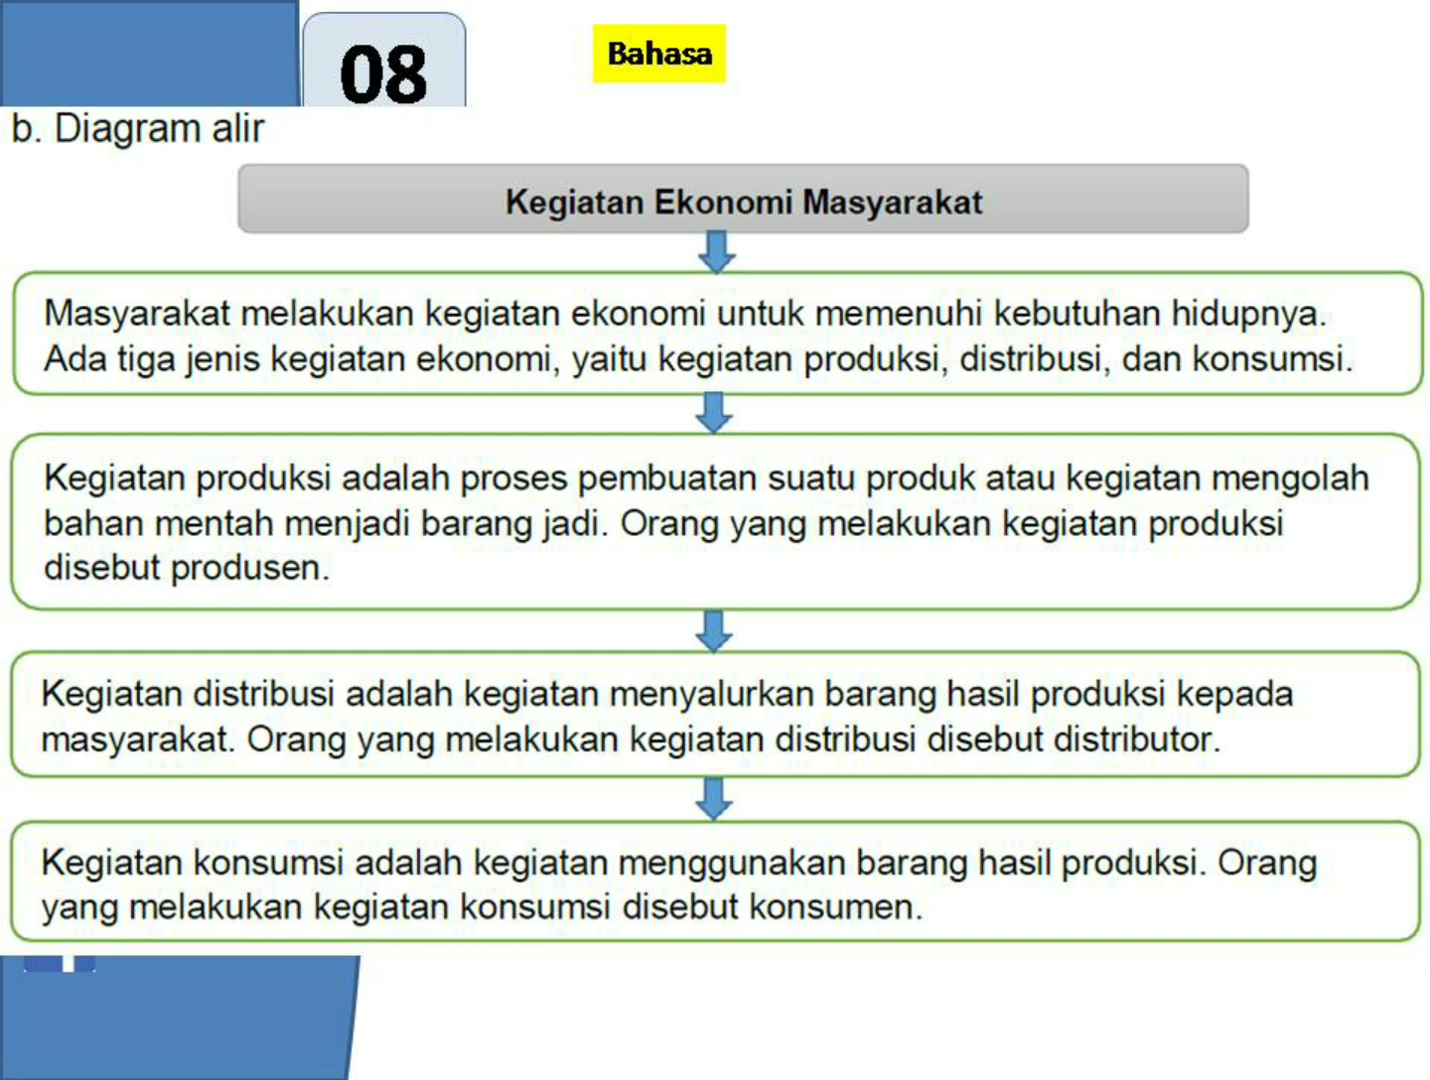 08
Bahasa
b. Diagram alir
Kegiatan Ekonomi Masyarakat
Masyarakat melakukan kegiatan ekonomi untuk memenuhi kebutuhan hidupnya.
Ada tiga jenis kegiatan ekonomi, yaitu kegiatan produksi, distribusi, dan konsumsi.
Kegiatan produksi adalah proses pembuatan suatu produk atau kegiatan mengolah
bahan mentah menjadi barang jadi. Orang yang melakukan kegiatan produksi
disebut produsen.
Kegiatan distribusi adalah kegiatan menyalurkan barang hasil produksi kepada
masyarakat. Orang yang melakukan kegiatan distribusi disebut distributor.
Kegiatan konsumsi adalah kegiatan menggunakan barang hasil produksi. Orang
yang melakukan kegiatan konsumsi disebut konsumen.